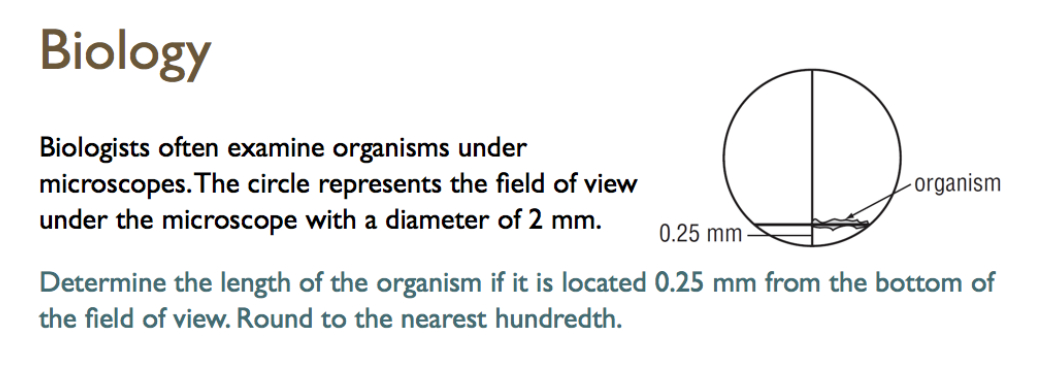 Biology
Biologists often examine organisms under
microscopes. The circle represents the field of view
under the microscope with a diameter of 2 mm.
organism
0.25 mm
Determine the length of the organism if it is located 0.25 mm from the bottom of
the field of view. Round to the nearest hundredth.